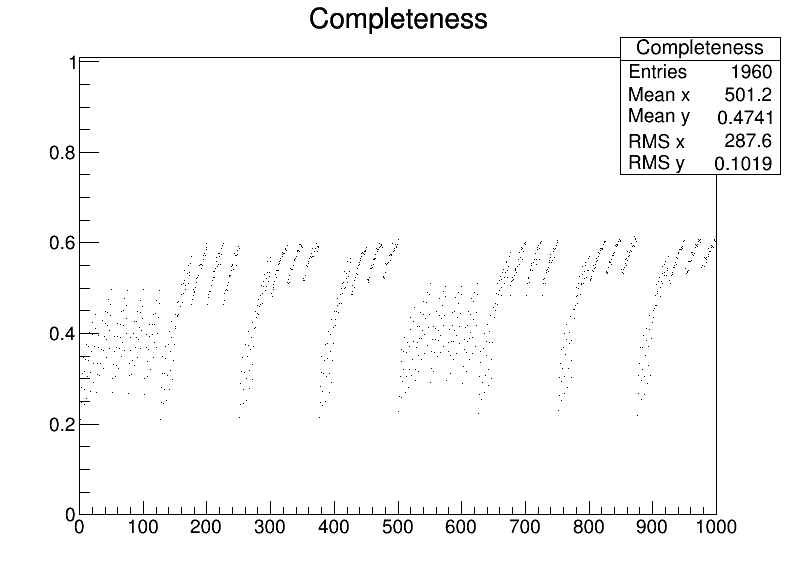 Completeness
Completeness
Entries 1960
Mean x 501.2
Mean y 0.4741
RMS x 287.6
RMS y 0.1019
1
0.8
0.6
0.4
0.2
0
0 100 200 300 400 500 600 700 800 900 1000